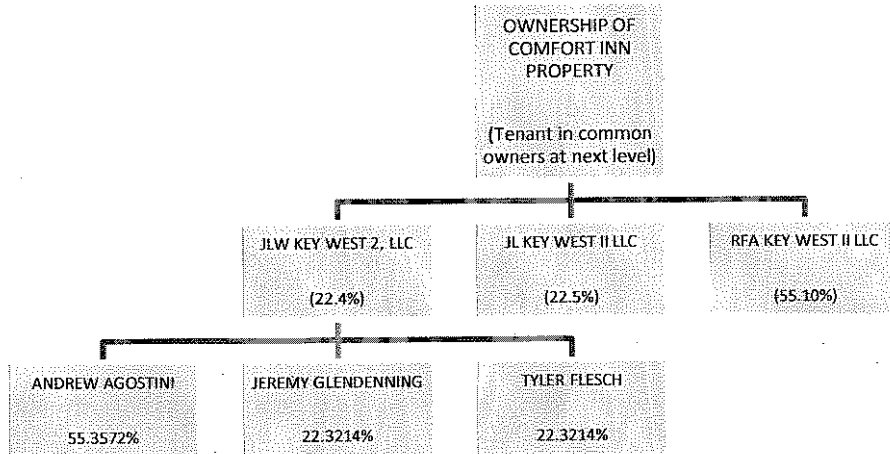 OWNERSHIP OF
COMFORT INN
PROPERTY
(Tenant in common
owners at next level)
JLW KEY WEST 2, LLC
(22.4%)
JL KEY WEST II LLC
(22.5%)
RFA KEY WEST II LLC
(55.10%)
ANDREW AGOSTINI
55.3572%
JEREMY GLENDENNING
22.3214%
TYLER FLESCH
22.3214%